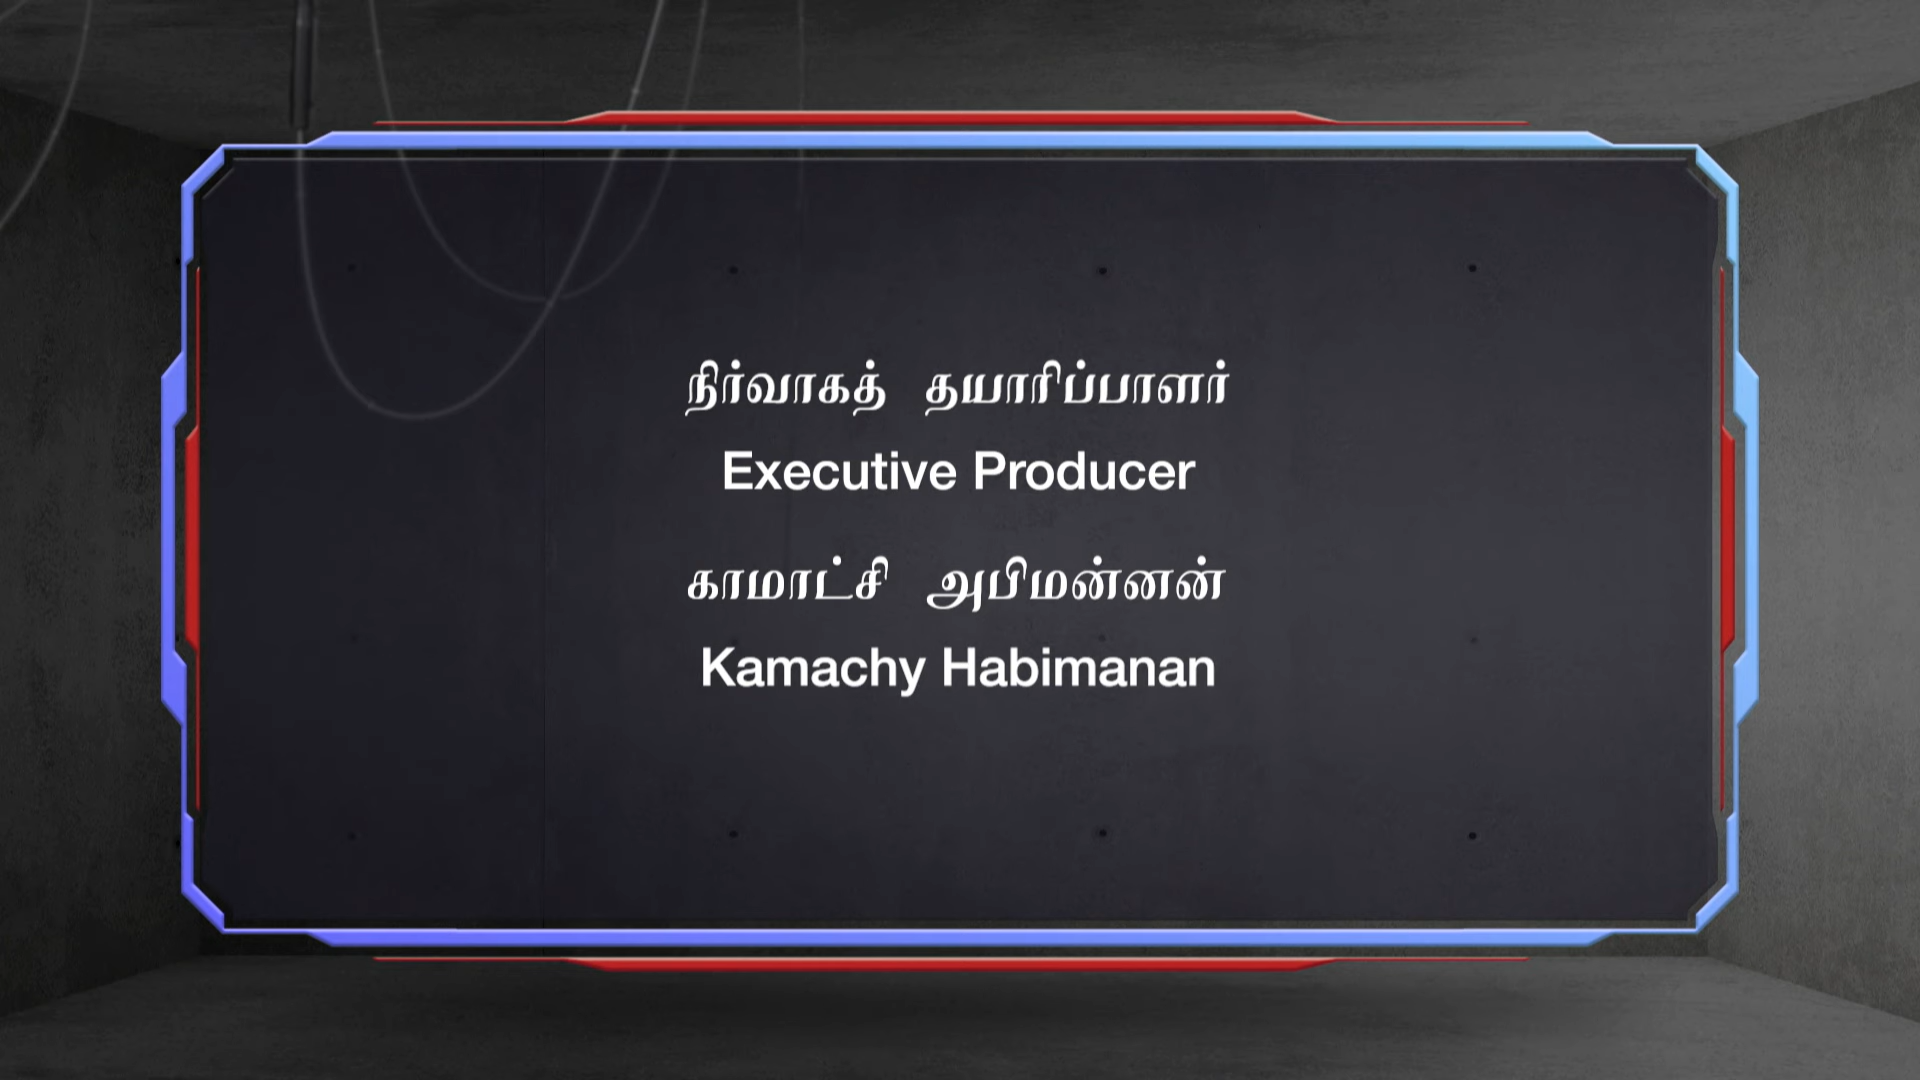 நிர்வாகத் தயாரிப்பாளர்
Executive Producer
காமாட்சி அபிமன்னன்
Kamachy Habimanan